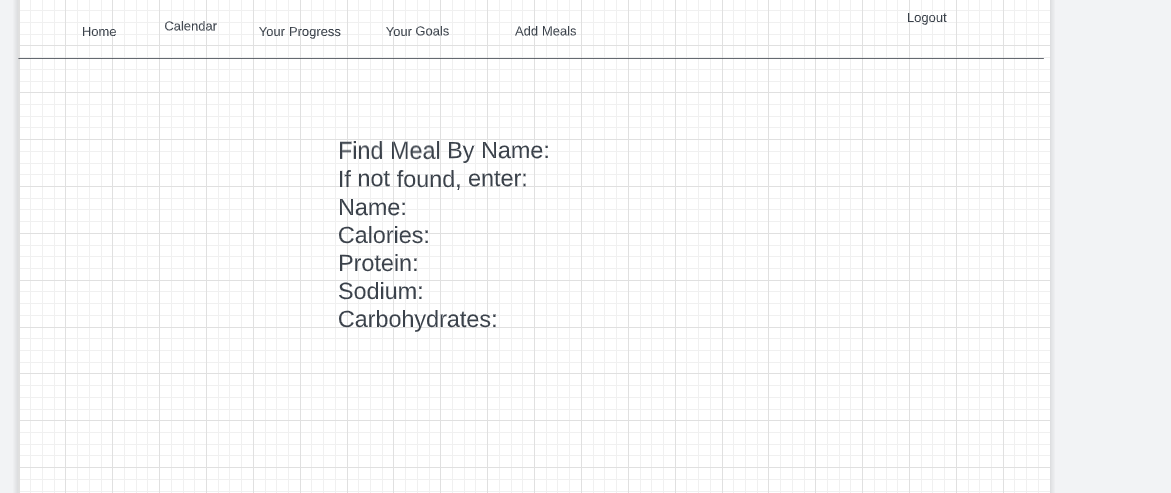 Home Calendar Your Progress Your Goals Add Meals Logout
Find Meal By Name:
If not found, enter:
Name:
Calories:
Protein:
Sodium:
Carbohydrates: